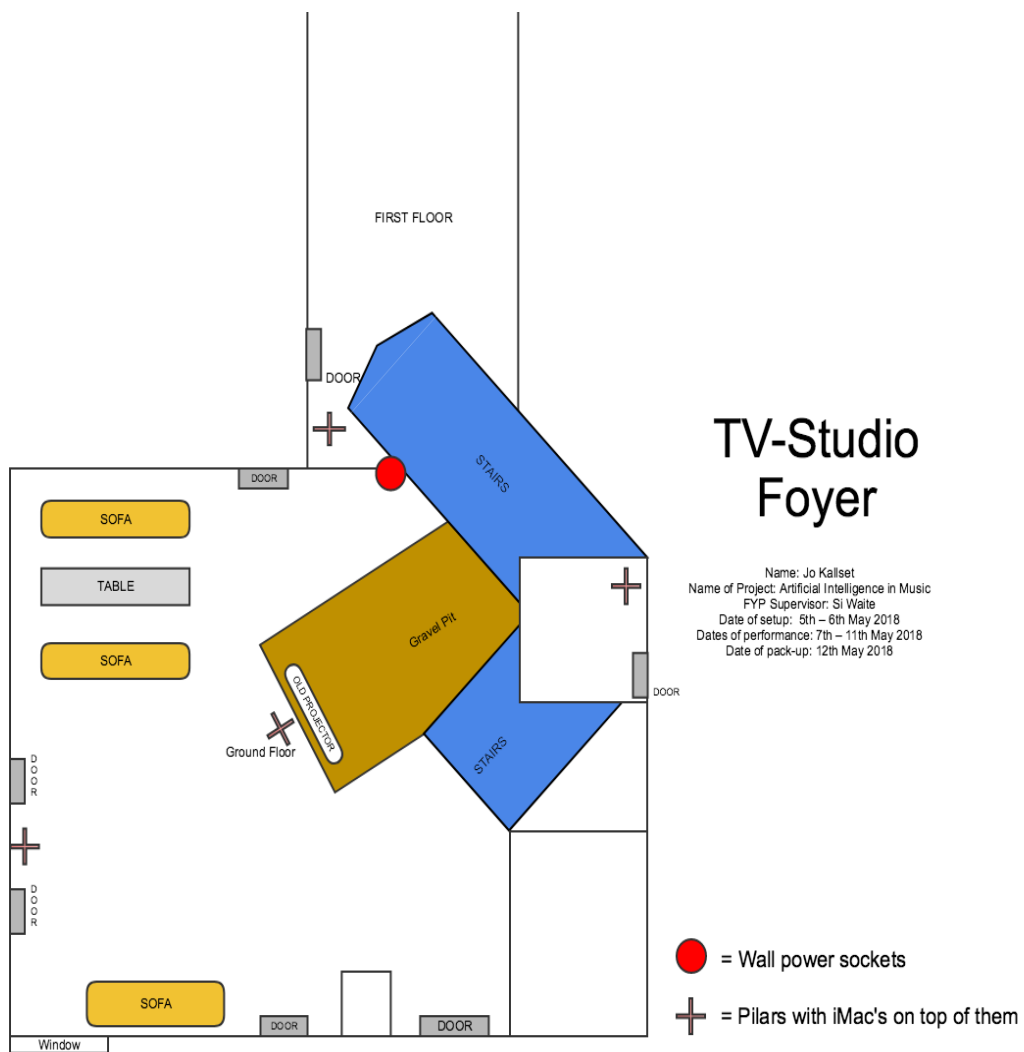 FIRST FLOOR
DOOR
STAIRS
DOOR
SOFA
TABLE
SOFA
Gravel Pit
OLD PROJECTOR
Ground Floor
STAIRS
DOOR
DOOR
DOOR
SOFA
DOOR
DOOR
Window
TV-Studio
Foyer
Name: Jo Kallset
Name of Project: Artificial Intelligence in Music
FYP Supervisor: Si Waite
Date of setup: 5th – 6th May 2018
Dates of performance: 7th – 11th May 2018
Date of pack-up: 12th May 2018
= Wall power sockets
= Pilars with iMac's on top of them